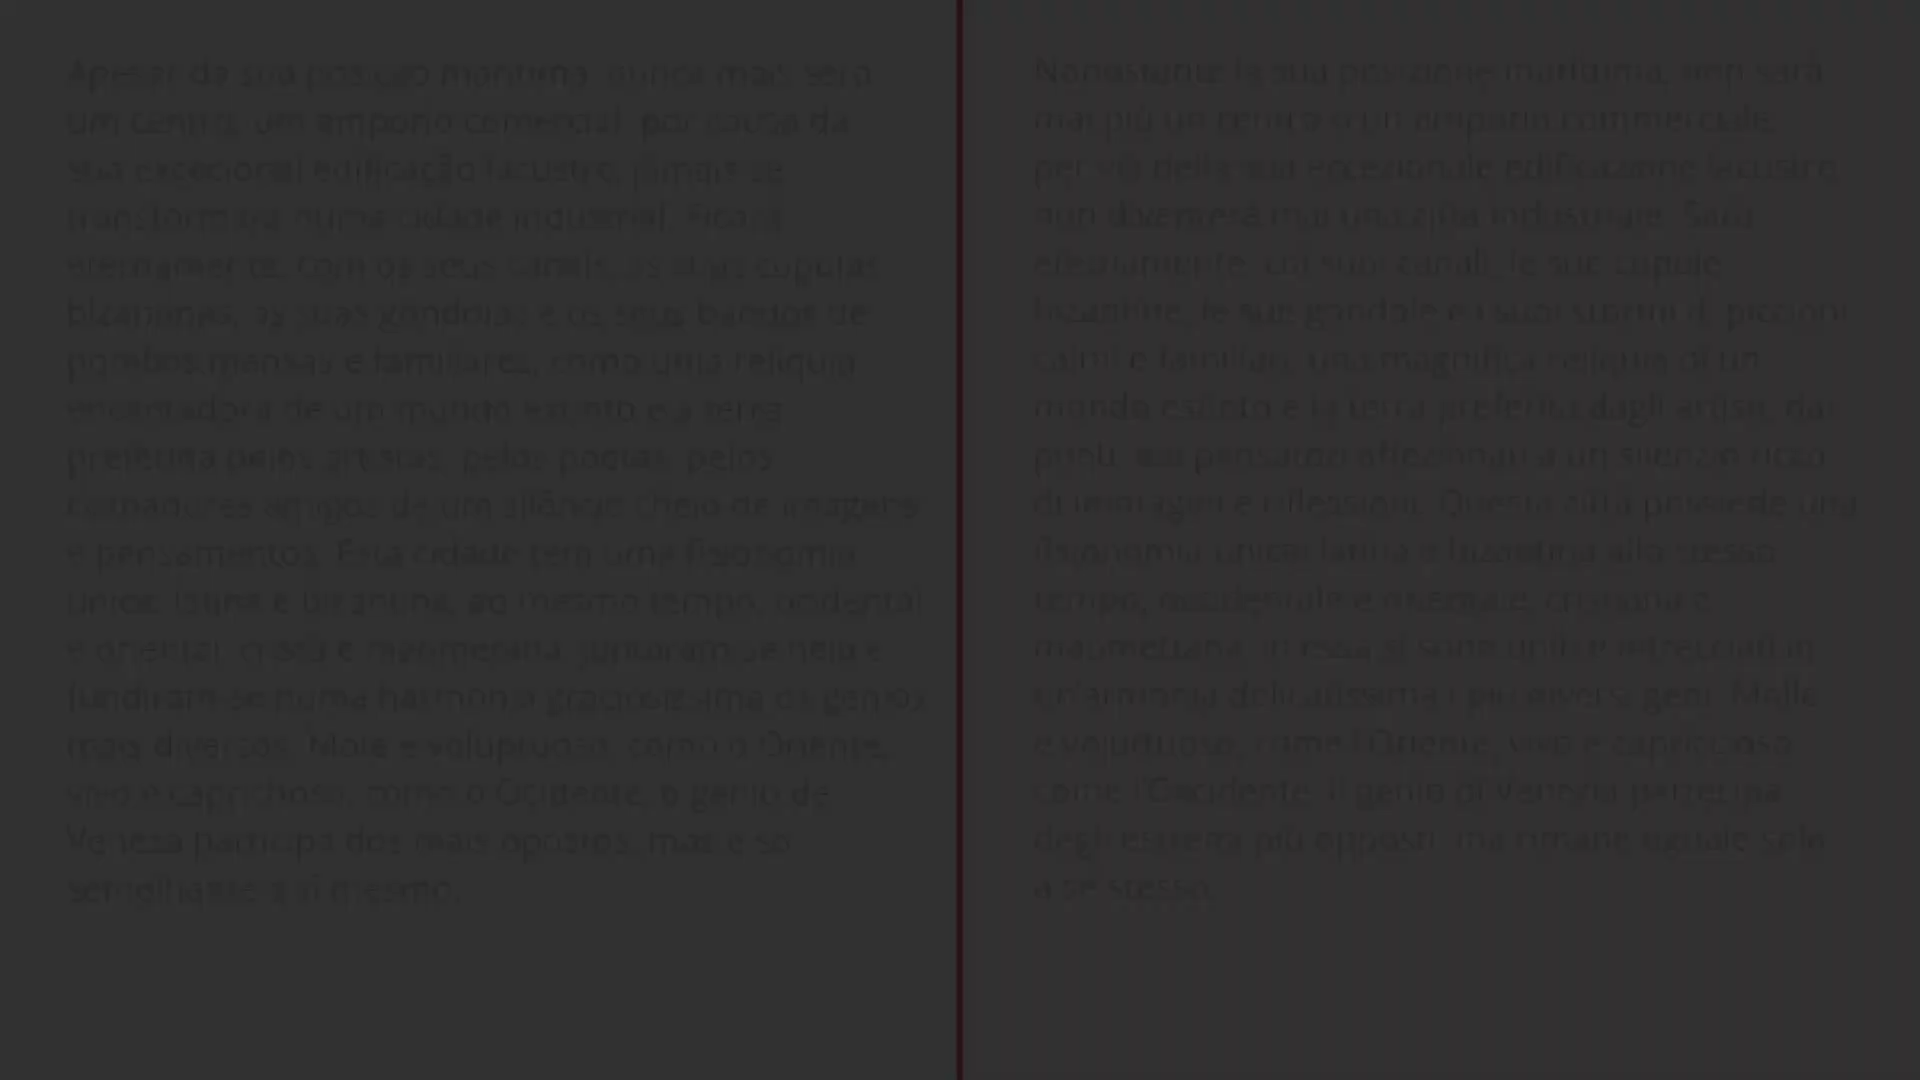 Apesar da sua posição marítima, nunca mais será
um centro, um empório comercial, por causa da
sua excecional edificação lacustre, jamais se
transformará numa cidade industrial. Ficará
eternamente, com os seus canais, as suas cúpulas
bizantinas, as suas gôndolas e os seus bandos de
pombos mansas e familiares, como uma relíquia
encantadora de um mundo extinto e a terra
preferida pelos artistas, pelos poetas, pelos
amigos de um silêncio cheio de imagens
e pensamentos. Esta cidade tem uma fisionomia
única: latina e bizantina, ao mesmo tempo, ocidental
e oriental, cristã e maometana, juntaram-se nela e
fundiram-se numa harmonia graciosíssima os génios
mais diversos. Mole e voluptuoso, como o Oriente,
vivo e caprichoso, como o Ocidente, o génio de
Veneza participa dos mais opostos, mas é só
semelhante a si mesmo.
Nonostante la sua posizione marittima, non sarà
mai più un centro o un emporio commerciale,
per via della sua eccezionale edificazione lacustre,
non diventerà mai una città industriale. Sarà
eternamente, coi suoi canali, le sue cupole
bizantine, le sue gondole e i suoi stormi di piccioni
calmi e familiari, una magnifica reliquia di un
mondo estinto e la terra preferita dagli artisti, dai
poeti, dai pensatori affezionati a un silenzio ricco
di immagini e riflessioni. Questa città possiede una
fisionomia unica: latina e bizantina allo stesso
tempo, occidentale e orientale, cristiana e
maomettana, in essa si sono uniti e intrecciati in
un'armonia delicatissima i più diversi geni. Molle
e voluttuoso, come l'Oriente, vivo e capriccioso
come l'Occidente, il genio di Venezia partecipa
degli estremi più opposti, ma rimane uguale solo
a se stesso.